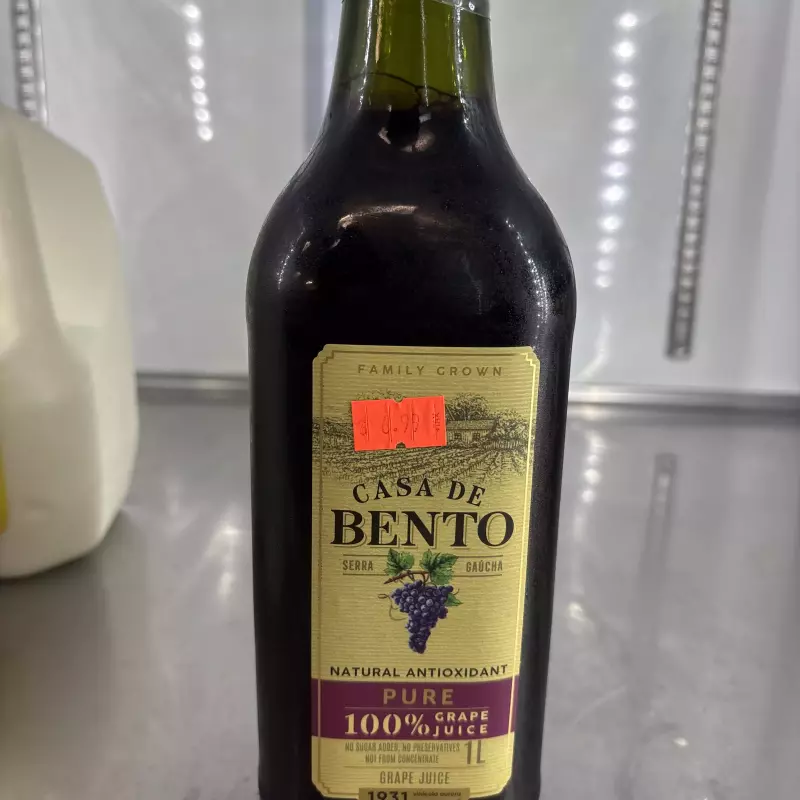 FAMILY GROWN
CASA DE
BENTO
SERRA GAÚCHA
NATURAL ANTIOXIDANT
PURE
100% GRAPE JUICE
NO SUGAR ADDED, NO PRESERVATIVES
NOT FROM CONCENTRATE
1L
GRAPE JUICE
1931